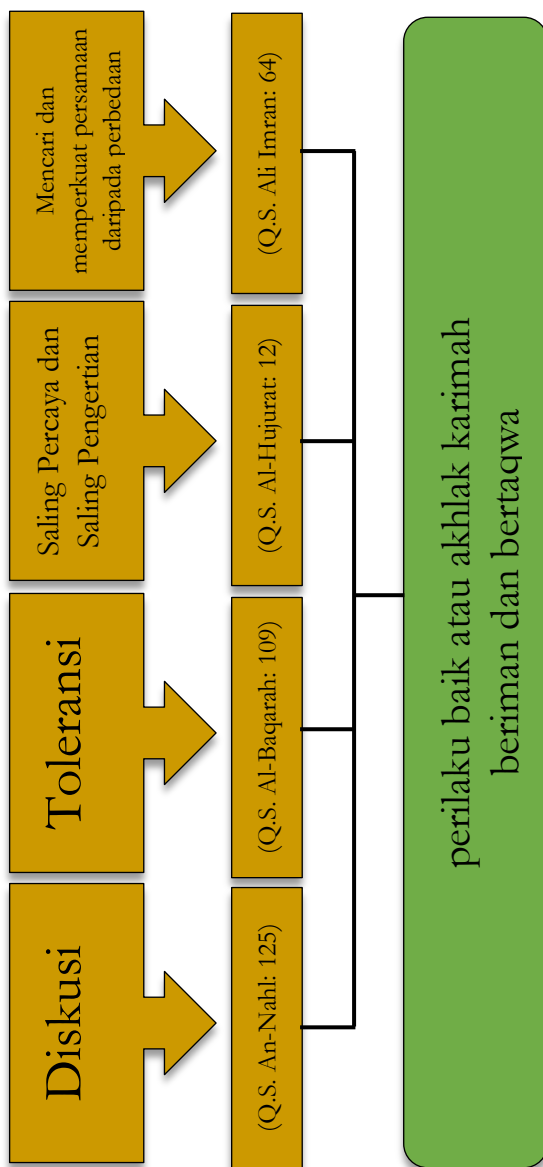 Diskusi
Toleransi
Saling Percaya dan
Saling Pengertian
Mencari dan
memperkuat persamaan
daripada perbedaan
(Q.S. An-Nahl: 125)
(Q.S. Al-Baqarah: 109)
(Q.S. Al-Hujurat: 12)
(Q.S. Ali Imran: 64)
perilaku baik atau akhlak karimah
beriman dan bertaqwa